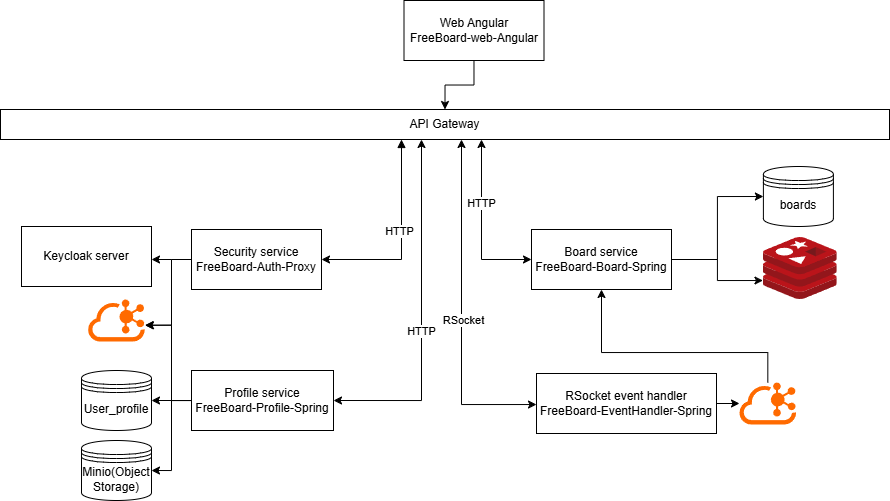 Web Angular
FreeBoard-web-Angular
API Gateway
HTTP
HTTP
boards
Keycloak server
Security service
FreeBoard-Auth-Proxy
Board service
FreeBoard-Board-Spring
HTTP
RSocket
User_profile
Profile service
FreeBoard-Profile-Spring
RSocket event handler
FreeBoard-EventHandler-Spring
Minio(Object
Storage)